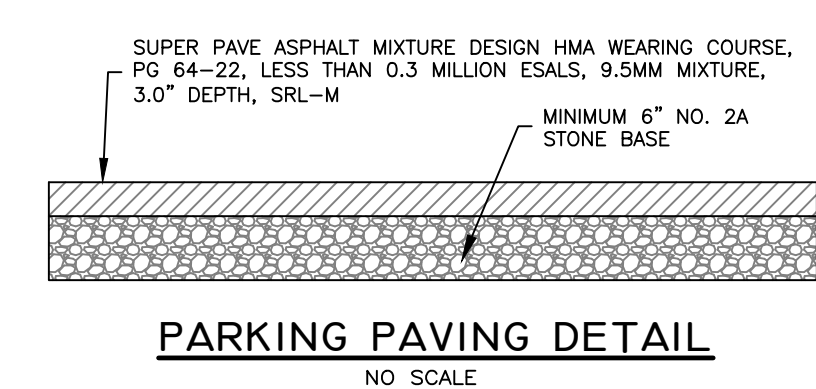 SUPER PAVE ASPHALT MIXTURE DESIGN HMA WEARING COURSE,
PG 64-22, LESS THAN 0.3 MILLION ESALS, 9.5MM MIXTURE,
3.0" DEPTH, SRL-M
MINIMUM 6" NO. 2A
STONE BASE
PARKING PAVING DETAIL
NO SCALE